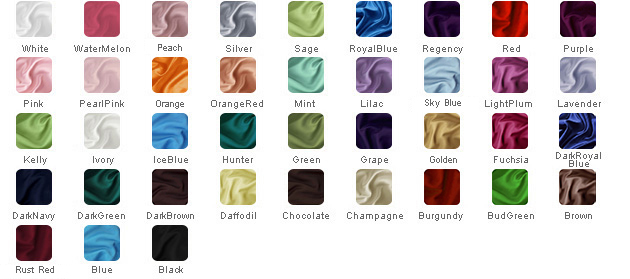 White WaterMelon Peach Silver Sage RoyalBlue Regency Red Purple
Pink PearlPink Orange OrangeRed Mint Lilac Sky Blue LightPlum Lavender
Kelly Ivory IceBlue Hunter Green Grape Golden Fuchsia DarkRoyal
Blue
DarkNavy DarkGreen DarkBrown Daffodil Chocolate Champagne Burgundy BudGreen Brown
Rust Red Blue Black